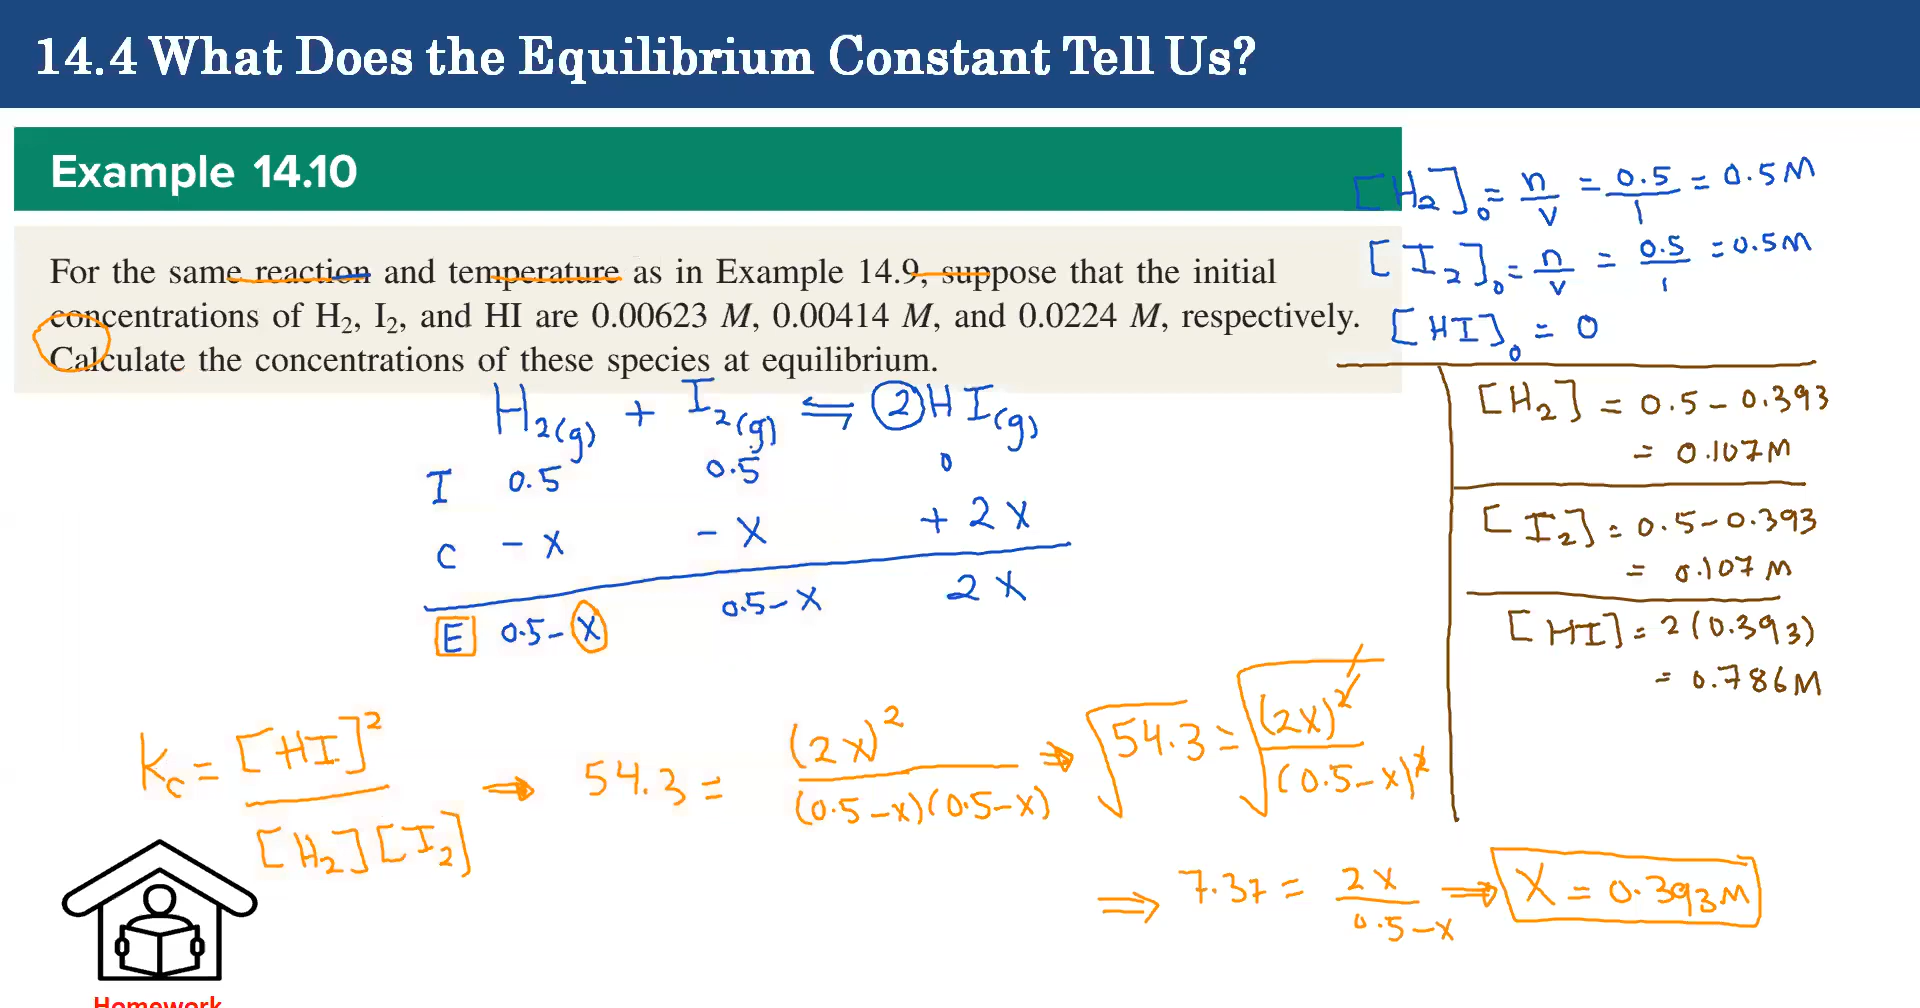 14.4 What Does the Equilibrium Constant Tell Us?
Example 14.10
For the same reaction and temperature as in Example 14.9, suppose that the initial
concentrations of H₂, I₂, and HI are 0.00623 M, 0.00414 M, and 0.0224 M, respectively.
Calculate the concentrations of these species at equilibrium.
[H₂]₀ = n/V = 0.5/1 = 0.5 M
[I₂]₀ = n/V = 0.5/1 = 0.5 M
[HI]₀ = 0
H₂(g) + I₂(g) ⇌ 2HI(g)
I 0.5 0.5 0
C - x - x + 2x
E 0.5-x 0.5-x 2x
[H₂] = 0.5 - 0.393
= 0.107 M
[I₂] = 0.5 - 0.393
= 0.107 M
[HI] = 2(0.393)
= 0.786 M
Kc = [HI]²/[H₂][I₂] ⇒ 54.3 = (2x)²/(0.5-x)(0.5-x) ⇒ √54.3 = √(2x)²/(0.5-x)²
⇒ 7.37 = 2x/0.5-x ⇒ x = 0.393 M
Homework